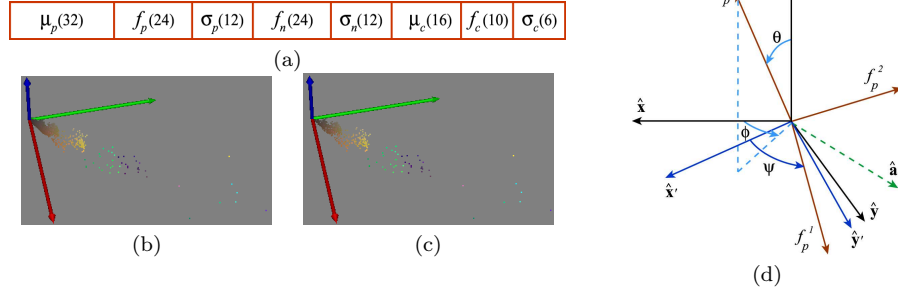 μp(32) fp(24) σp(12) fn(24) σn(12) μc(16) fc(10) σc(6)
(a)
(b)
(c)
p
θ
fp2
x̂
ϕ
ψ
â
x̂′
ŷ
ŷ′
fp1
(d)